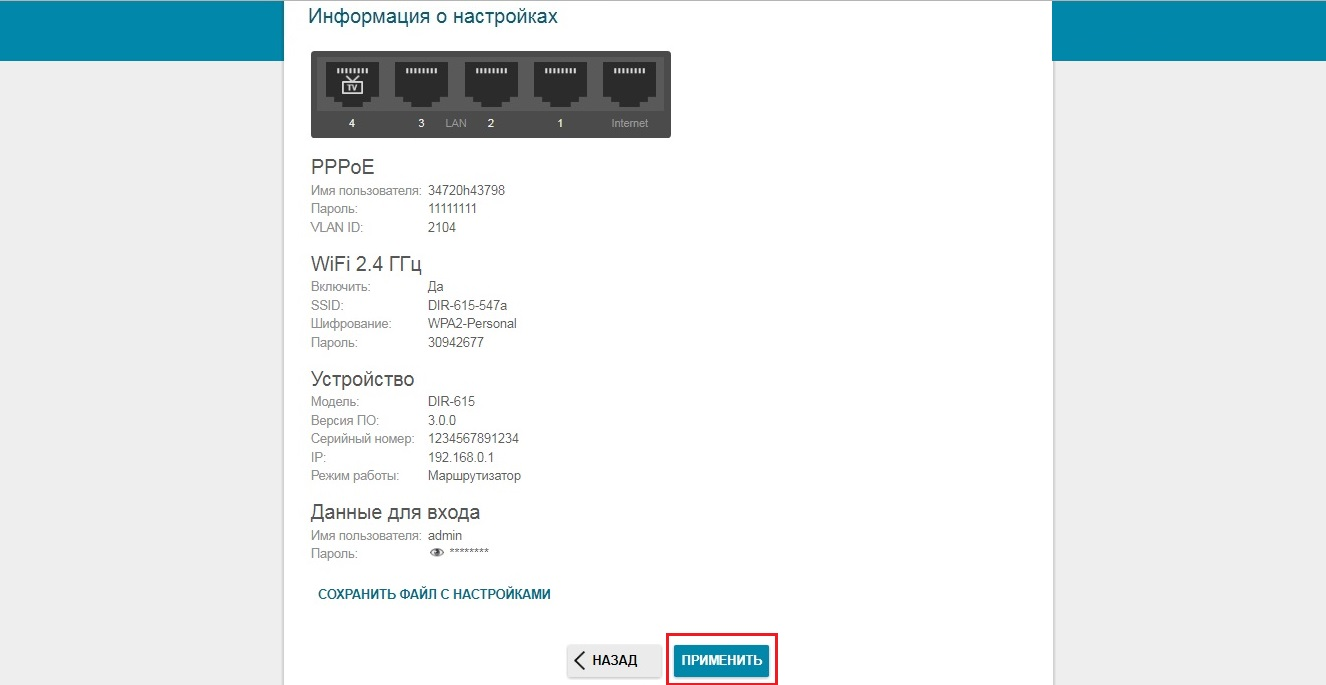 Информация о настройках
TV
4 3 LAN 2 1 Internet
PPPoE
Имя пользователя: 34720h43798
Пароль: 11111111
VLAN ID: 2104
WiFi 2.4 ГГц
Включить: Да
SSID: DIR-615-547a
Шифрование: WPA2-Personal
Пароль: 30942677
Устройство
Модель: DIR-615
Версия ПО: 3.0.0
Серийный номер: 1234567891234
IP: 192.168.0.1
Режим работы: Маршрутизатор
Данные для входа
Имя пользователя: admin
Пароль: ********
СОХРАНИТЬ ФАЙЛ С НАСТРОЙКАМИ
НАЗАД ПРИМЕНИТЬ